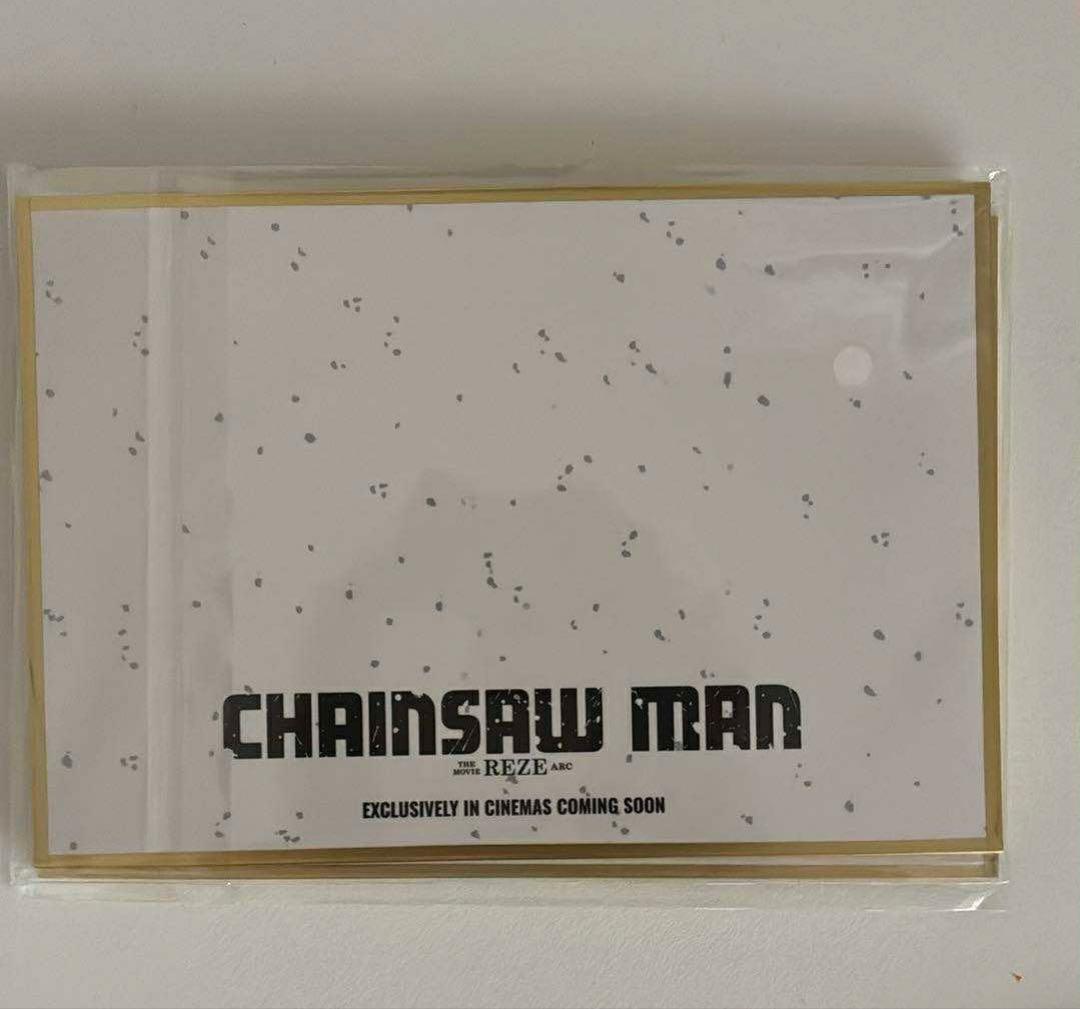 CHAINSAW MAN
THE MOVIE REZE ARC
EXCLUSIVELY IN CINEMAS COMING SOON